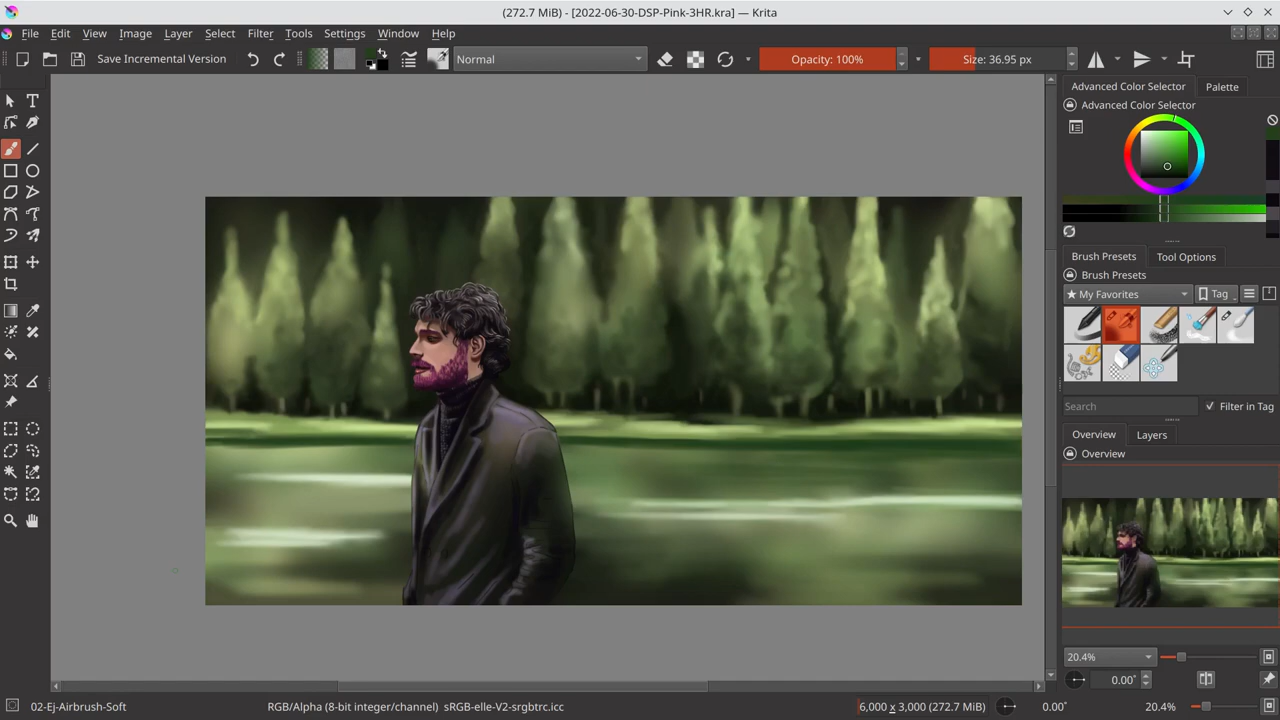 (272.7 MiB) - [2022-06-30-DSP-Pink-3HR.kra] — Krita
File Edit View Image Layer Select Filter Tools Settings Window Help
Save Incremental Version Normal Opacity: 100% Size: 36.95 px
Advanced Color Selector Palette
Advanced Color Selector
Brush Presets Tool Options
Brush Presets
★ My Favorites Tag
Search Filter in Tag
Overview Layers
Overview
20.4%
0.00°
02-Ej-Airbrush-Soft RGB/Alpha (8-bit integer/channel) sRGB-elle-V2-srgbtrc.icc 6,000 x 3,000 (272.7 MiB) 0.00° 20.4%